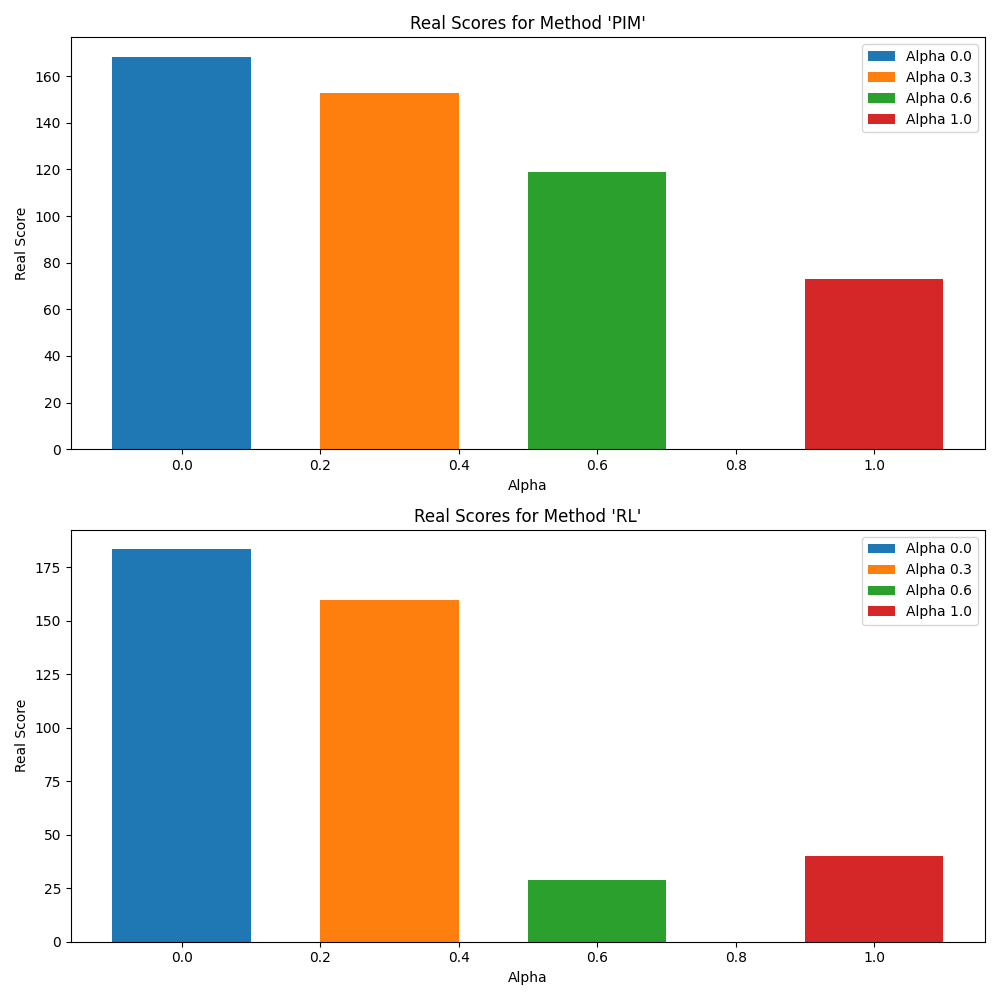 Real Scores for Method 'PIM'
Real Score
160
140
120
100
80
60
40
20
0
Alpha 0.0
Alpha 0.3
Alpha 0.6
Alpha 1.0
0.0 0.2 0.4 0.6 0.8 1.0
Alpha
Real Scores for Method 'RL'
Real Score
175
150
125
100
75
50
25
0
Alpha 0.0
Alpha 0.3
Alpha 0.6
Alpha 1.0
0.0 0.2 0.4 0.6 0.8 1.0
Alpha